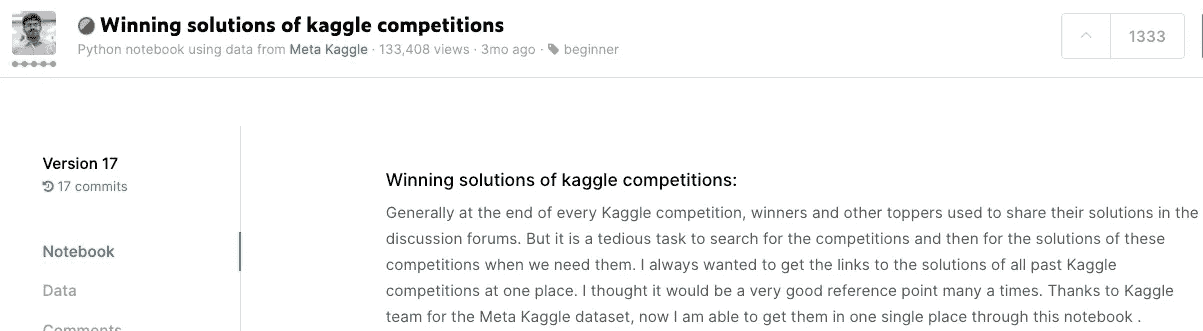 Winning solutions of kaggle competitions
Python notebook using data from Meta Kaggle · 133,408 views · 3mo ago · beginner
1333
Version 17
17 commits
Notebook
Data
Comments
Winning solutions of kaggle competitions:
Generally at the end of every Kaggle competition, winners and other toppers used to share their solutions in the
discussion forums. But it is a tedious task to search for the competitions and then for the solutions of these
competitions when we need them. I always wanted to get the links to the solutions of all past Kaggle
competitions at one place. I thought it would be a very good reference point many a times. Thanks to Kaggle
team for the Meta Kaggle dataset, now I am able to get them in one single place through this notebook .